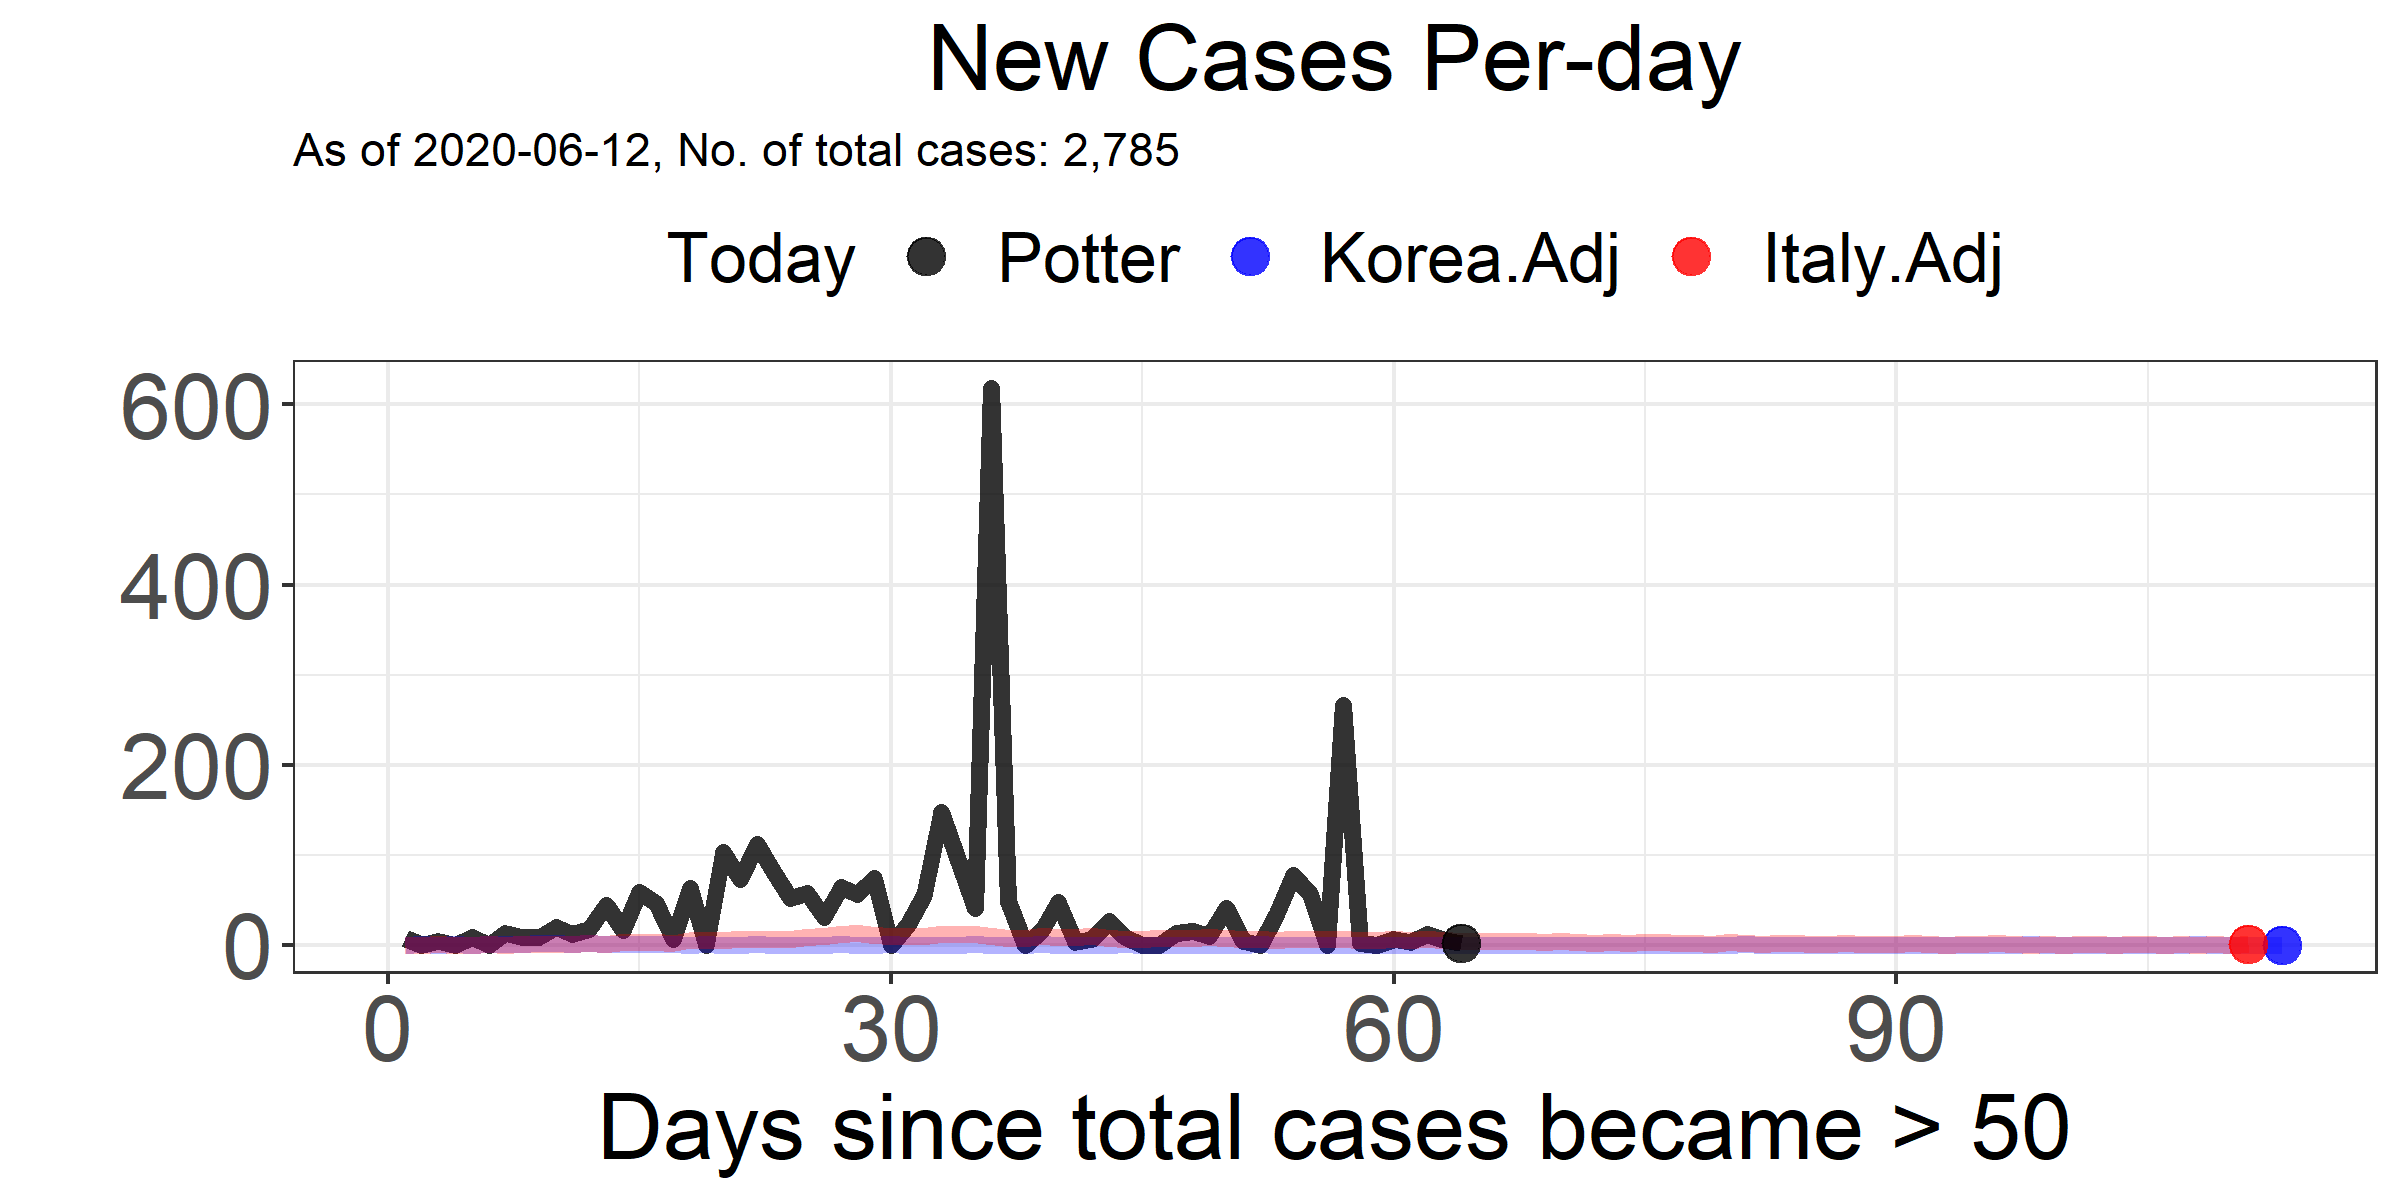 New Cases Per-day
As of 2020-06-12, No. of total cases: 2,785
Today Potter Korea.Adj Italy.Adj
600
400
200
0
0 30 60 90
Days since total cases became > 50